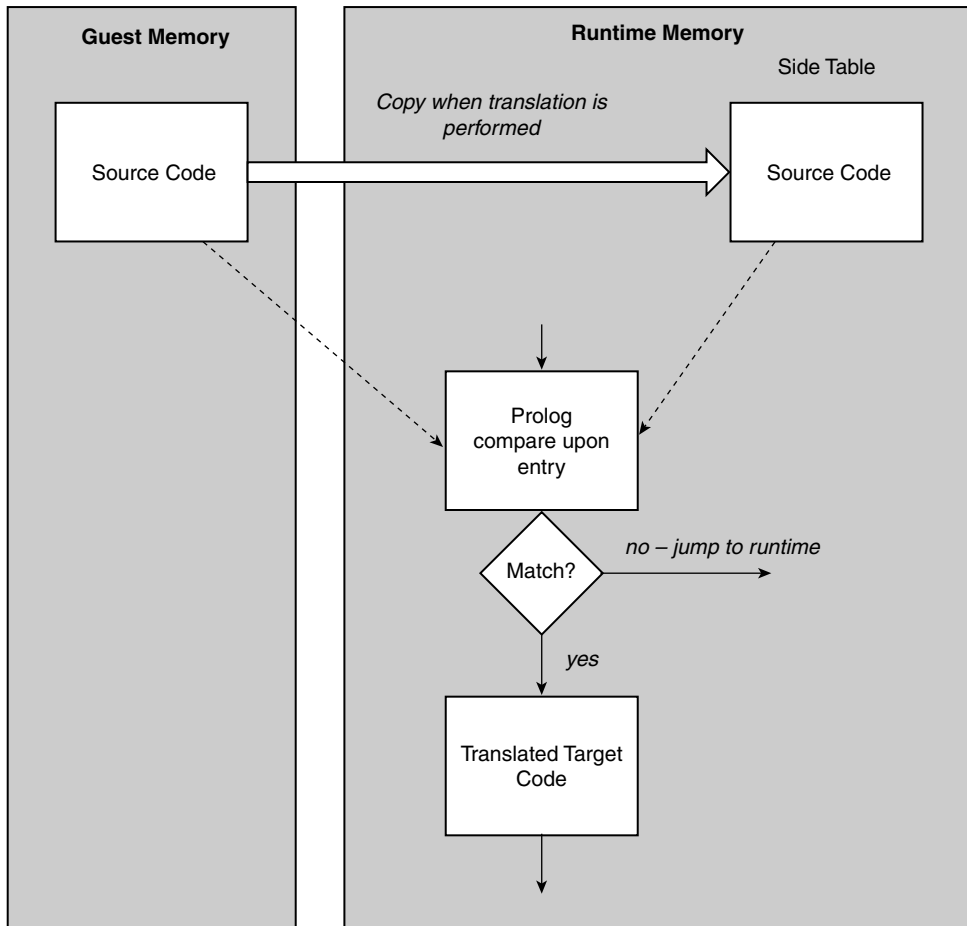 Guest Memory
Runtime Memory
Side Table
Copy when translation is
performed
Source Code
Source Code
Prolog
compare upon
entry
Match?
no – jump to runtime
yes
Translated Target
Code